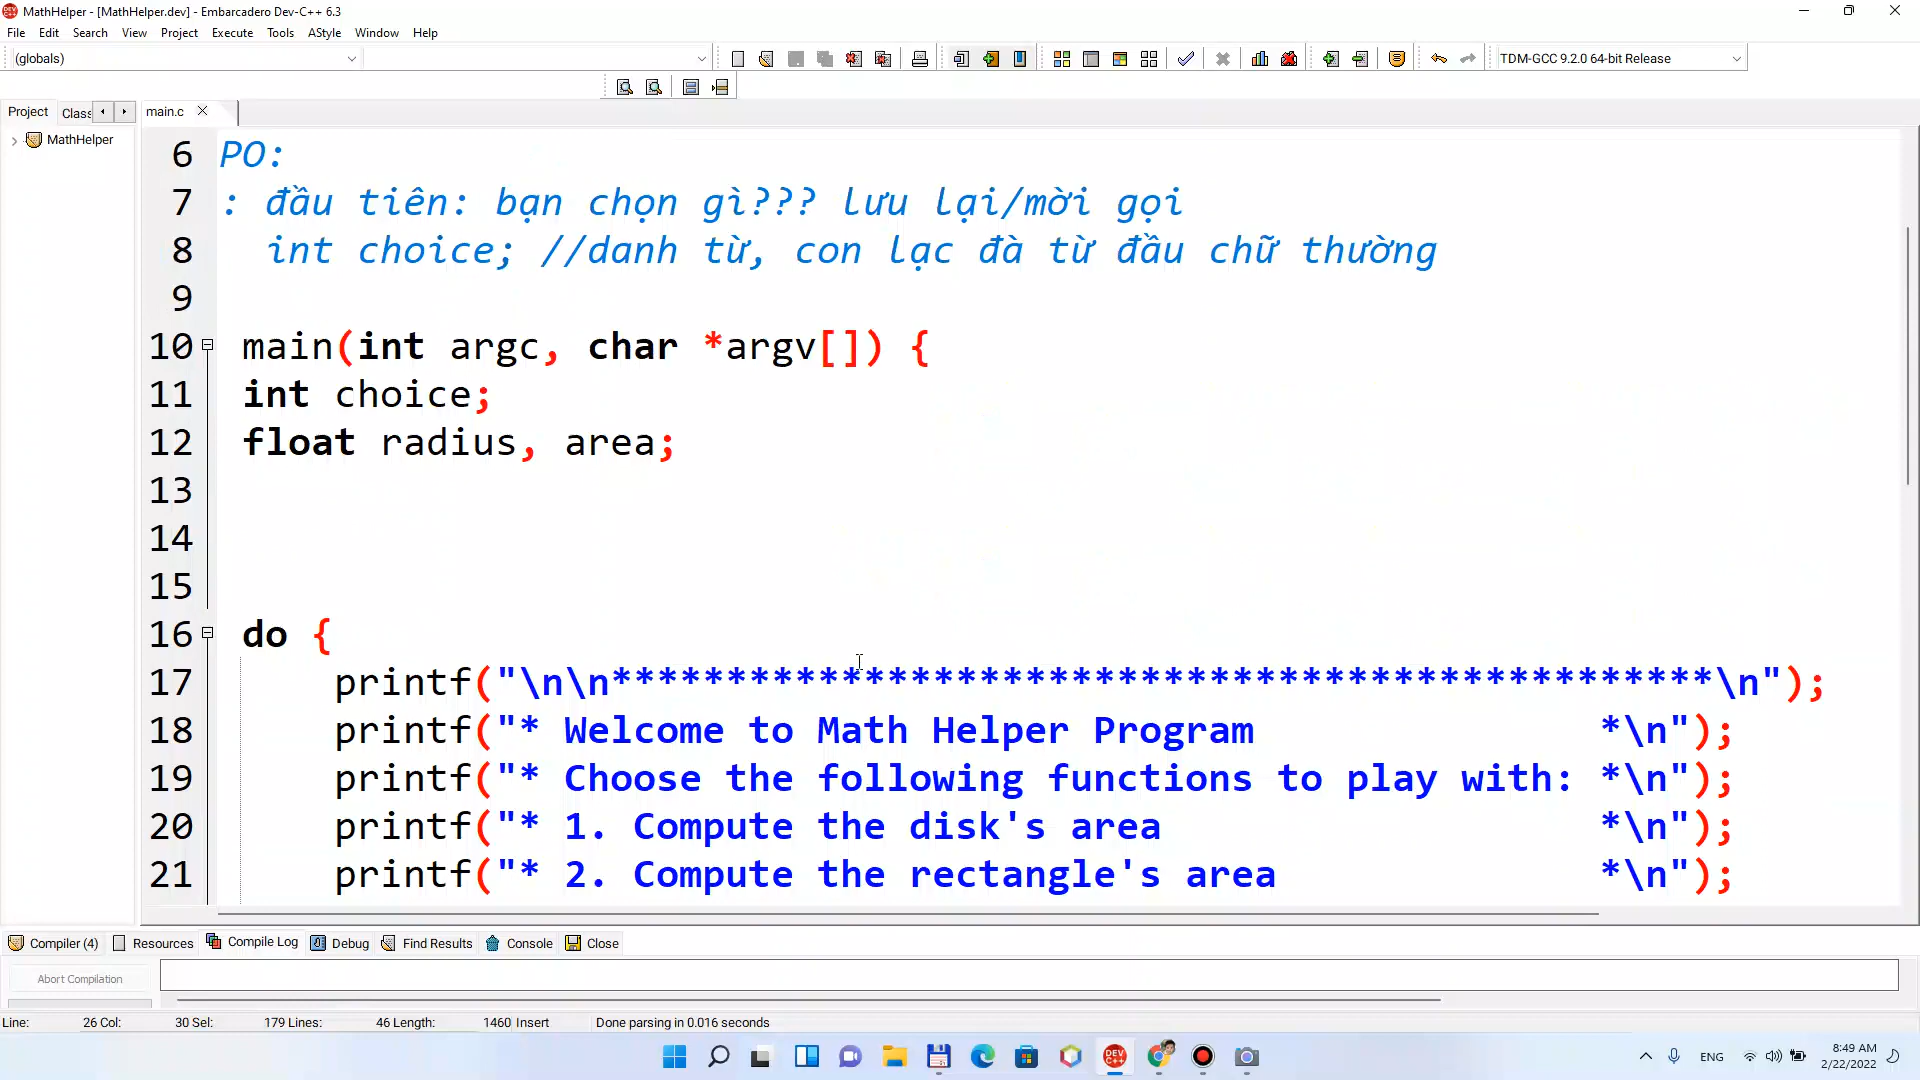 MathHelper - [MathHelper.dev] - Embarcadero Dev-C++ 6.3
File Edit Search View Project Execute Tools AStyle Window Help
(globals)
TDM-GCC 9.2.0 64-bit Release
Project Class main.c
MathHelper
6 PO:
7 : đầu tiên: bạn chọn gì??? lưu lại/mời gọi
8 int choice; //danh từ, con lạc đà từ đầu chữ thường
9
10 main(int argc, char *argv[]) {
11 int choice;
12 float radius, area;
13
14
15
16 do {
17 printf("\n\n************************************************\n");
18 printf("* Welcome to Math Helper Program *\n");
19 printf("* Choose the following functions to play with: *\n");
20 printf("* 1. Compute the disk's area *\n");
21 printf("* 2. Compute the rectangle's area *\n");
Compiler (4) Resources Compile Log Debug Find Results Console Close
Abort Compilation
Line: 26 Col: 30 Sel: 179 Lines: 46 Length: 1460 Insert Done parsing in 0.016 seconds
DEV C++
ENG
8:49 AM
2/22/2022